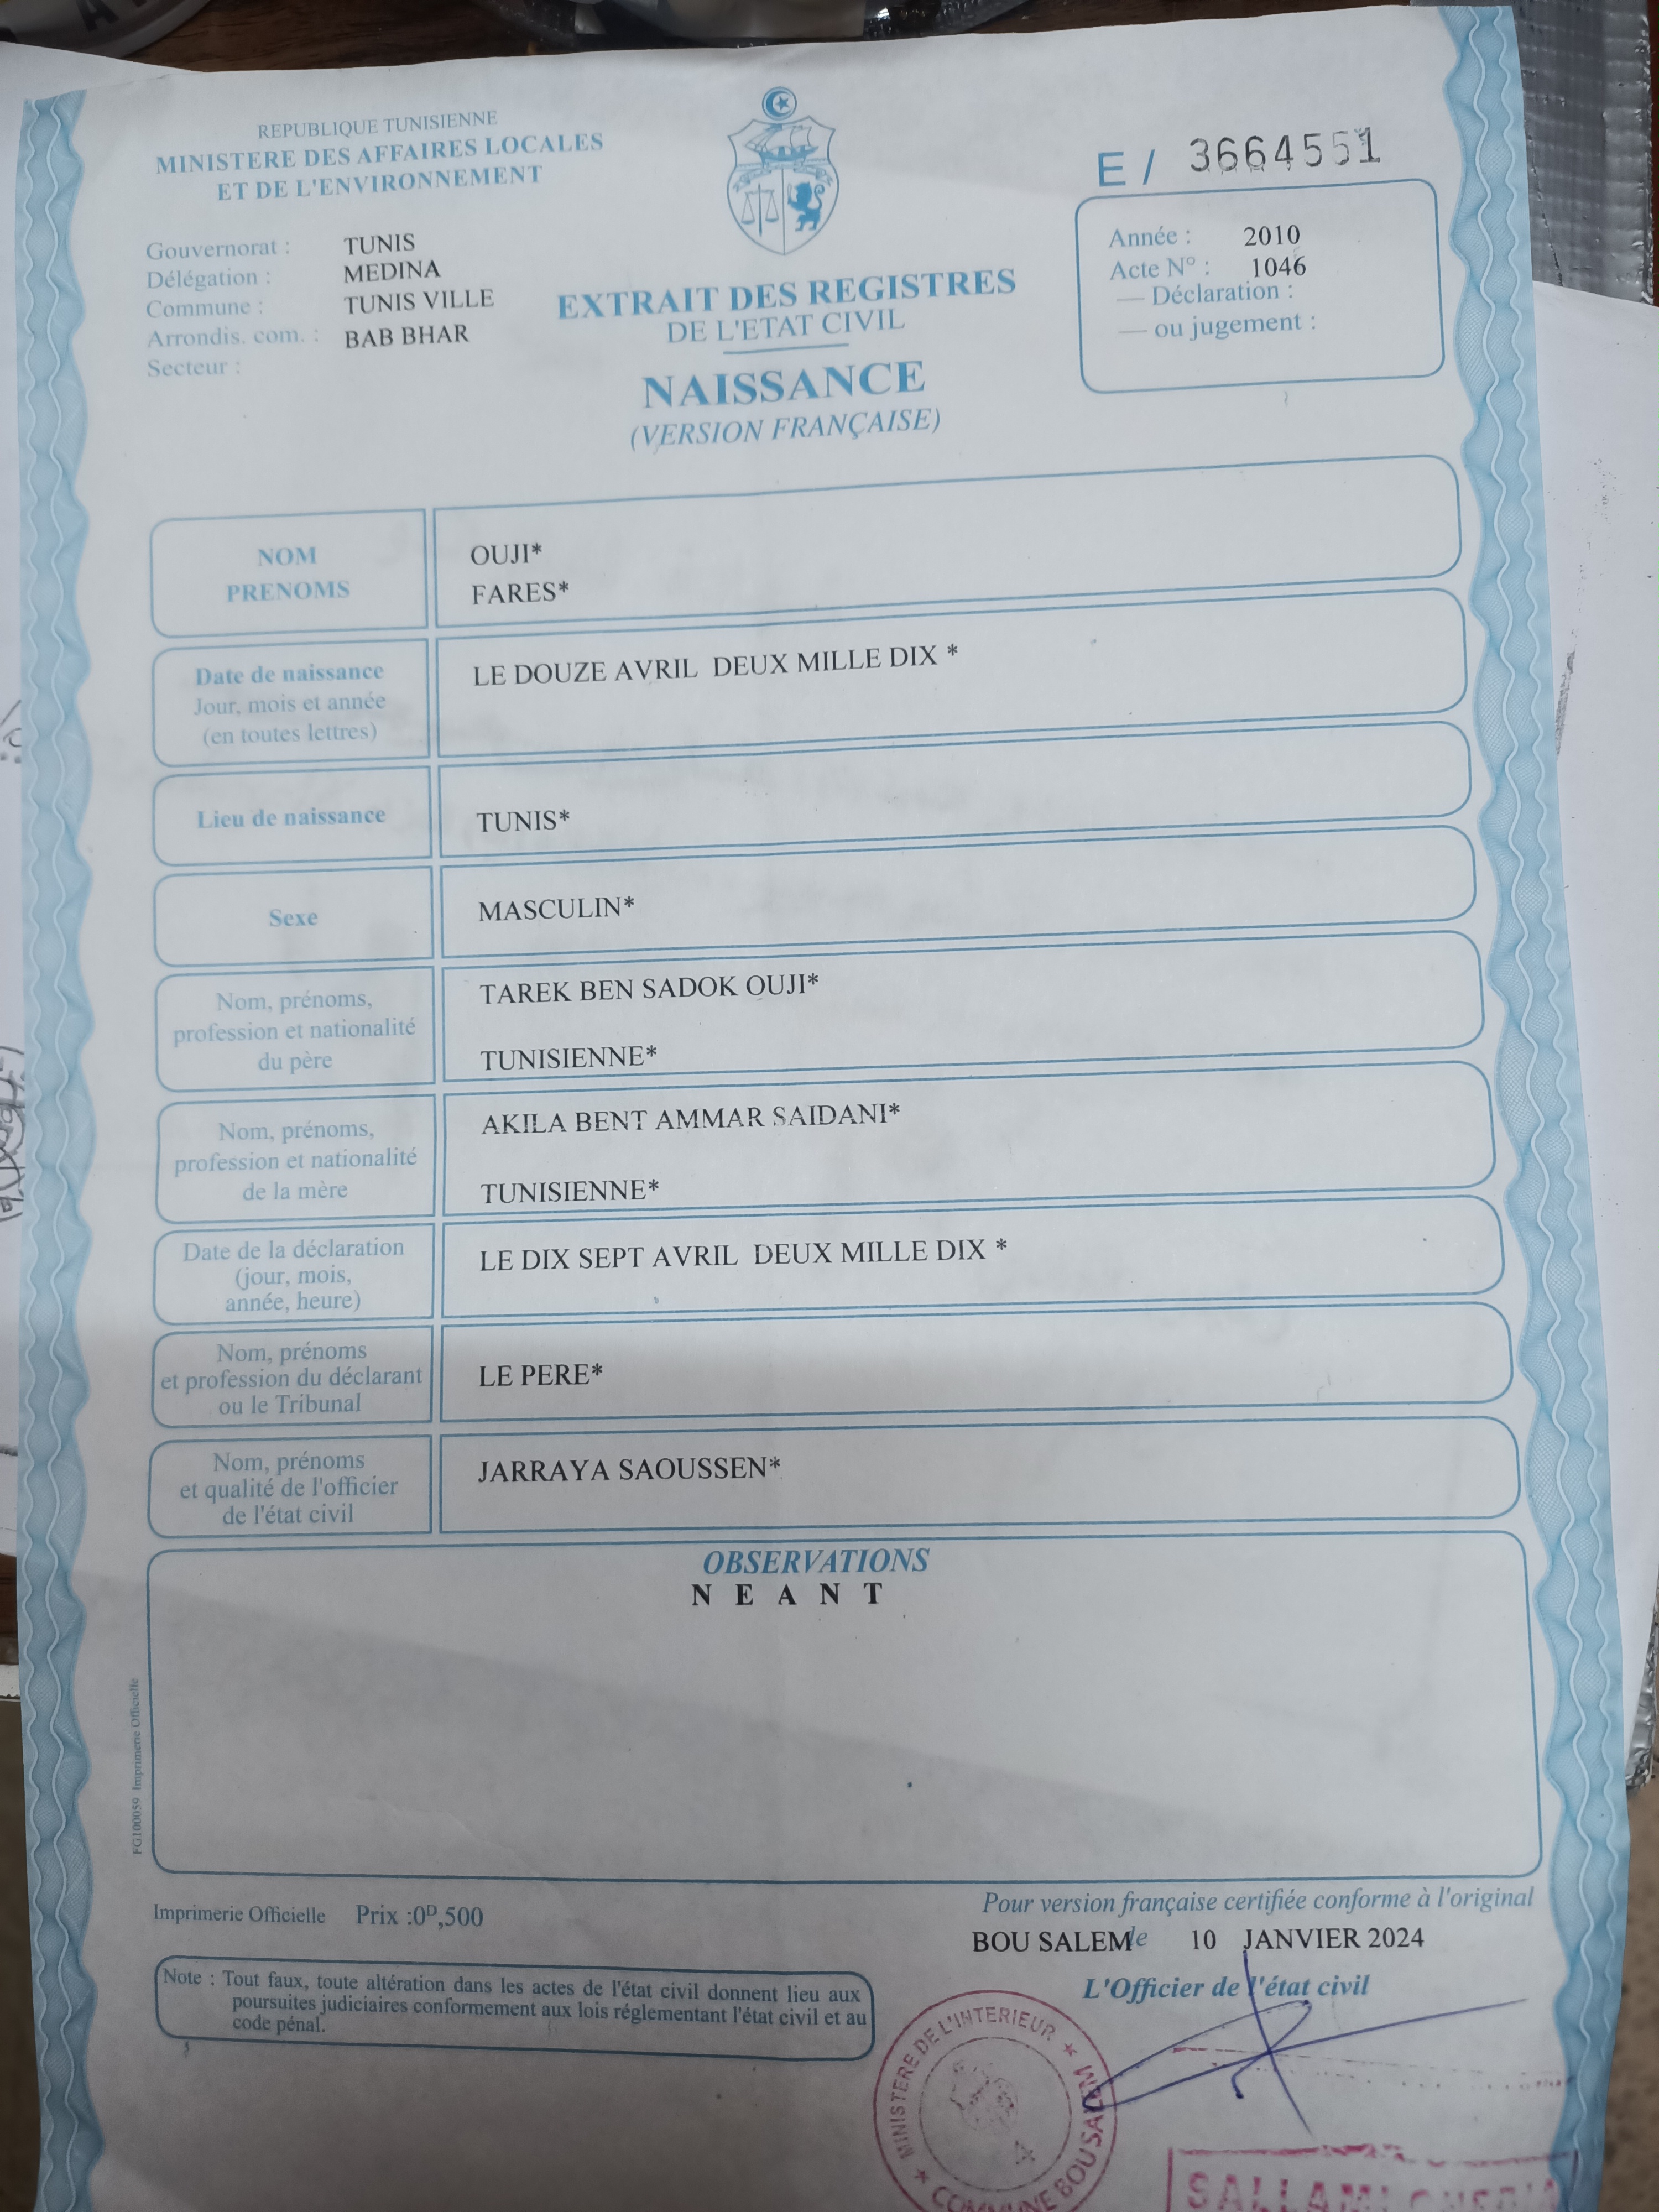 REPUBLIQUE TUNISIENNE
MINISTERE DES AFFAIRES LOCALES
ET DE L'ENVIRONNEMENT
Gouvernorat : TUNIS
Délégation : MEDINA
Commune : TUNIS VILLE
Arrondis. com. : BAB BHAR
Secteur :
EXTRAIT DES REGISTRES
DE L'ETAT CIVIL
NAISSANCE
(VERSION FRANÇAISE)
E / 3664551
Année : 2010
Acte N° : 1046
— Déclaration :
— ou jugement :
NOM
PRENOMS
OUJI*
FARES*
Date de naissance
Jour, mois et année
(en toutes lettres)
LE DOUZE AVRIL DEUX MILLE DIX *
Lieu de naissance
TUNIS*
Sexe
MASCULIN*
Nom, prénoms,
profession et nationalité
du père
TAREK BEN SADOK OUJI*
TUNISIENNE*
Nom, prénoms,
profession et nationalité
de la mère
AKILA BENT AMMAR SAIDANI*
TUNISIENNE*
Date de la déclaration
(jour, mois,
année, heure)
LE DIX SEPT AVRIL DEUX MILLE DIX *
Nom, prénoms
et profession du déclarant
ou le Tribunal
LE PERE*
Nom, prénoms
et qualité de l'officier
de l'état civil
JARRAYA SAOUSSEN*
OBSERVATIONS
N E A N T
FG100059 Imprimerie Officielle
Imprimerie Officielle Prix :0ᴰ,500
Note : Tout faux, toute altération dans les actes de l'état civil donnent lieu aux
poursuites judiciaires conformement aux lois réglementant l'état civil et au
code pénal.
Pour version française certifiée conforme à l'original
BOU SALEM le 10 JANVIER 2024
L'Officier de l'état civil
MINISTERE DE L'INTERIEUR ★
★ COMMUNE BOU SALEM
4
SALLAMI